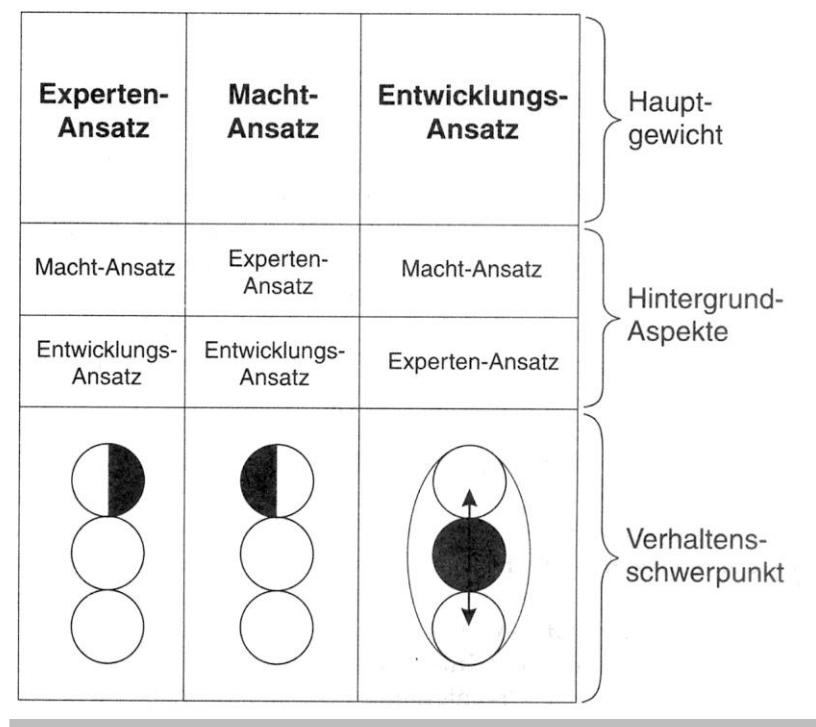 Experten-
Ansatz
Macht-
Ansatz
Entwicklungs-
Ansatz
Haupt-
gewicht
Macht-Ansatz
Experten-
Ansatz
Macht-Ansatz
Entwicklungs-
Ansatz
Entwicklungs-
Ansatz
Experten-Ansatz
Hintergrund-
Aspekte
Verhaltens-
schwerpunkt